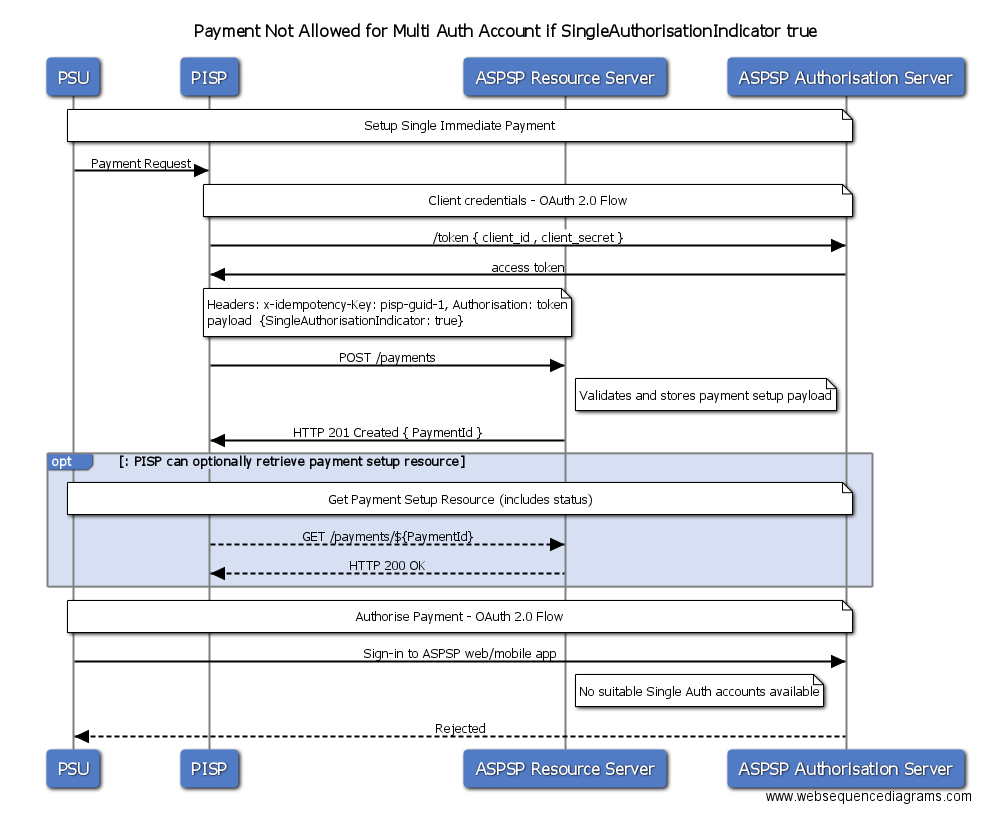 Payment Not Allowed for Multi Auth Account if SingleAuthorisationIndicator true
PSU
PISP
ASPSP Resource Server
ASPSP Authorisation Server
Setup Single Immediate Payment
Payment Request
Client credentials - OAuth 2.0 Flow
/token { client_id , client_secret }
access token
Headers: x-idempotency-Key: pisp-guid-1, Authorisation: token
payload {SingleAuthorisationIndicator: true}
POST /payments
Validates and stores payment setup payload
HTTP 201 Created { PaymentId }
opt
[: PISP can optionally retrieve payment setup resource]
Get Payment Setup Resource (includes status)
GET /payments/${PaymentId}
HTTP 200 OK
Authorise Payment - OAuth 2.0 Flow
Sign-in to ASPSP web/mobile app
No suitable Single Auth accounts available
Rejected
PSU
PISP
ASPSP Resource Server
ASPSP Authorisation Server
www.websequencediagrams.com